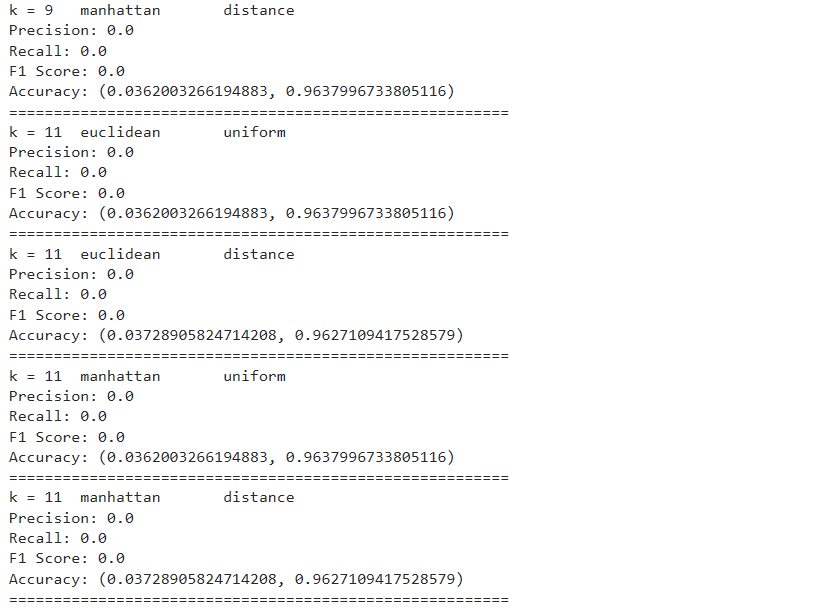 k = 9   manhattan       distance
Precision: 0.0
Recall: 0.0
F1 Score: 0.0
Accuracy: (0.0362003266194883, 0.9637996733805116)
========================================================
k = 11  euclidean       uniform
Precision: 0.0
Recall: 0.0
F1 Score: 0.0
Accuracy: (0.0362003266194883, 0.9637996733805116)
========================================================
k = 11  euclidean       distance
Precision: 0.0
Recall: 0.0
F1 Score: 0.0
Accuracy: (0.03728905824714208, 0.9627109417528579)
========================================================
k = 11  manhattan       uniform
Precision: 0.0
Recall: 0.0
F1 Score: 0.0
Accuracy: (0.0362003266194883, 0.9637996733805116)
========================================================
k = 11  manhattan       distance
Precision: 0.0
Recall: 0.0
F1 Score: 0.0
Accuracy: (0.03728905824714208, 0.9627109417528579)
========================================================